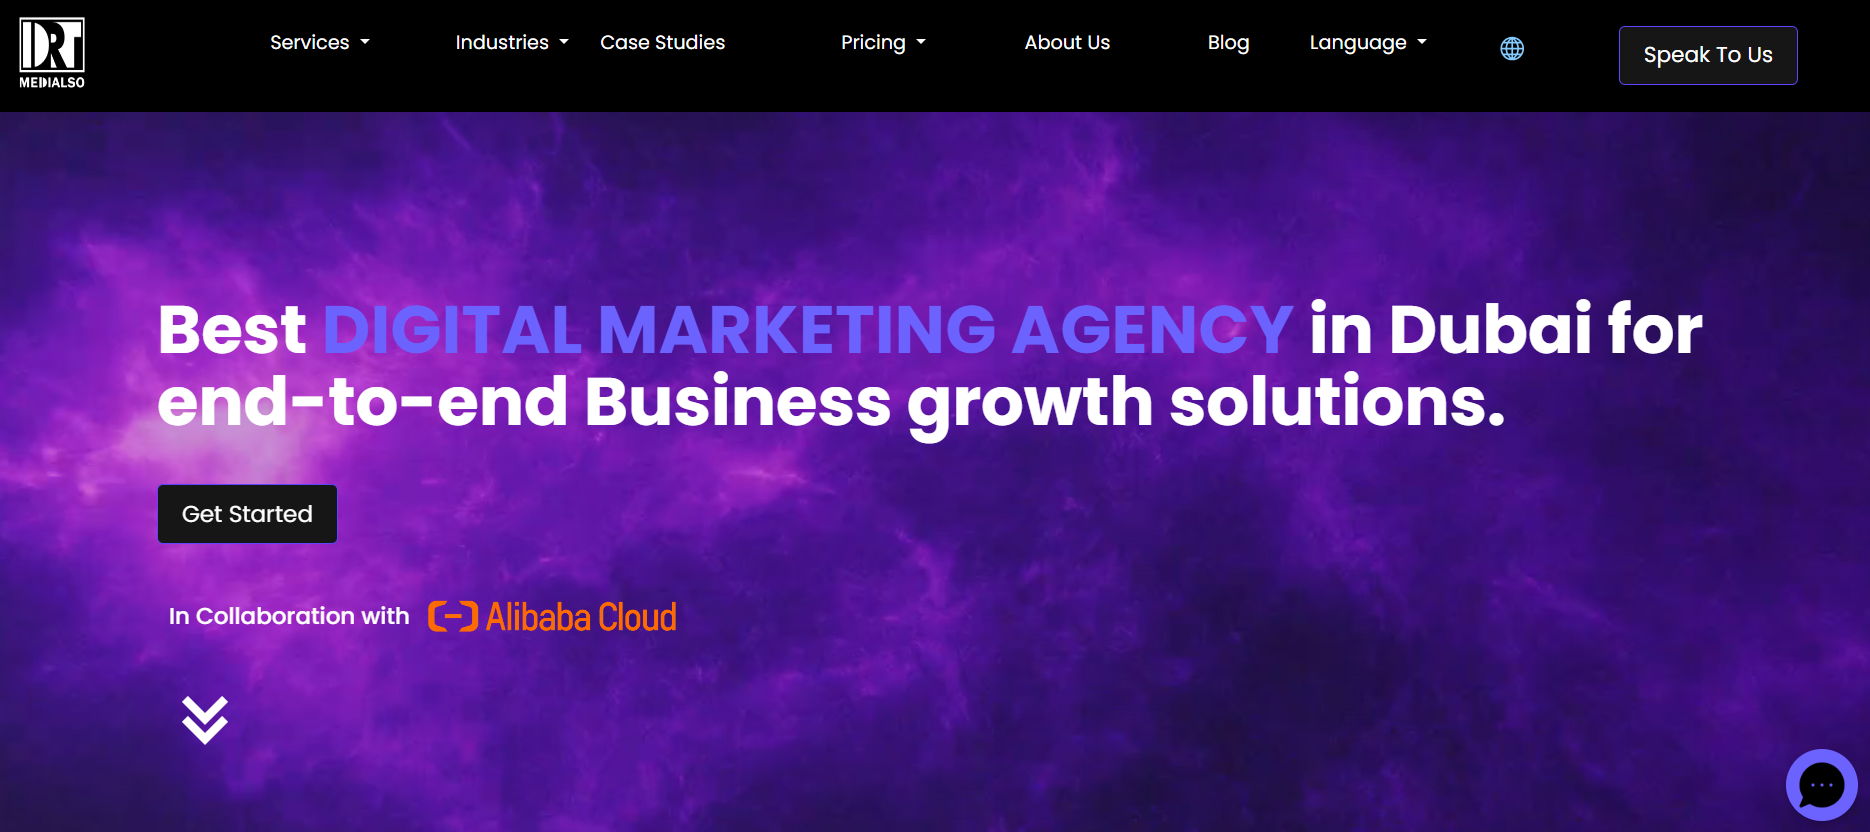 DRT
MEDIALSO
Services
Industries
Case Studies
Pricing
About Us
Blog
Language
Speak To Us
Best DIGITAL MARKETING AGENCY in Dubai for
end-to-end Business growth solutions.
Get Started
In Collaboration with Alibaba Cloud